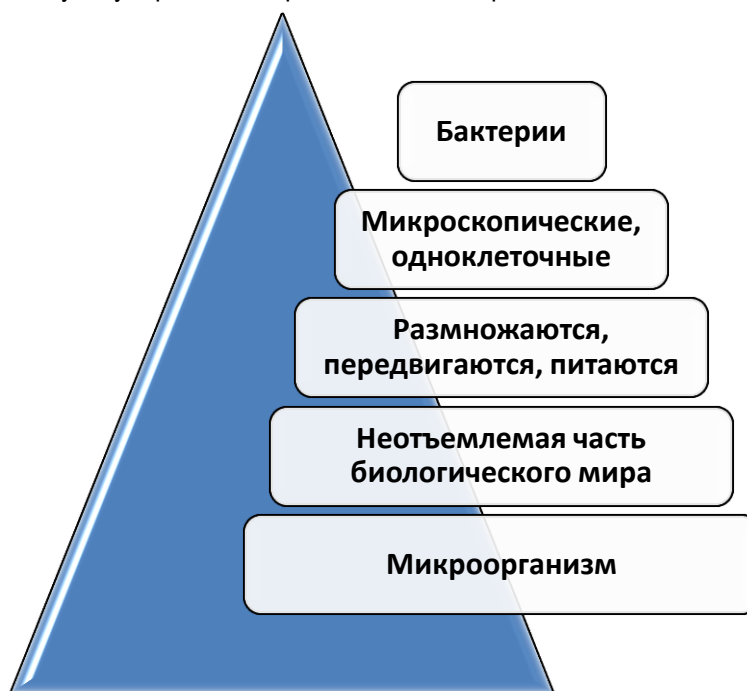 Бактерии
Микроскопические,
одноклеточные
Размножаются,
передвигаются, питаются
Неотъемлемая часть
биологического мира
Микроорганизм